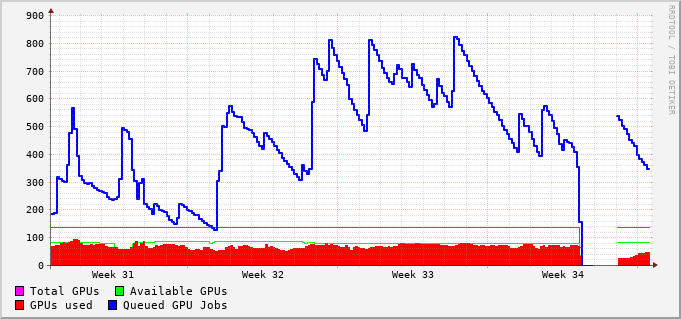 RRDTOOL / TOBI OETIKER
900
800
700
600
500
400
300
200
100
0
Week 31 Week 32 Week 33 Week 34
Total GPUs Available GPUs
GPUs used Queued GPU Jobs